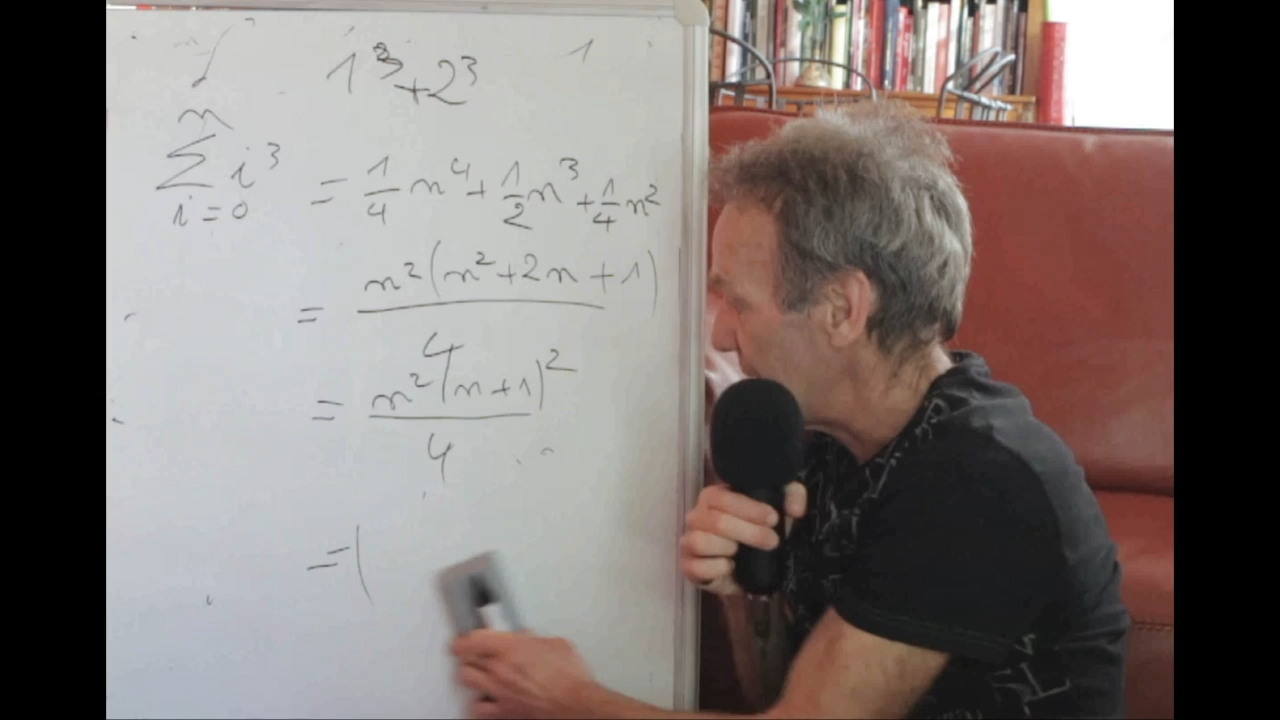 1³+2³ 1
n
∑ i³ = 1/4 n⁴ + 1/2 n³ + 1/4 n²
i=0
= n²(n²+2n+1) / 4
= n²(n+1)² / 4
= (